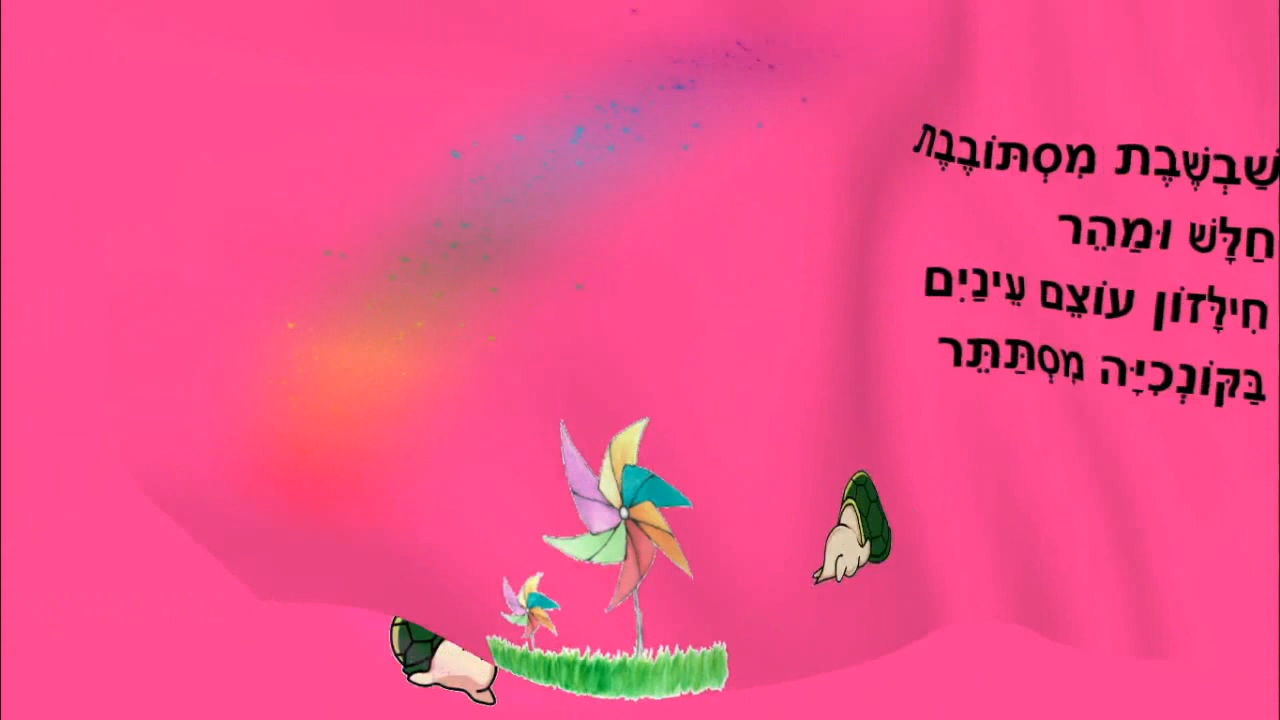 שַׁבְשֶׁבֶת מִסְתּוֹבֶבֶת
חַלָּשׁ וּמַהֵר
חִילָּזוֹן עוֹצֵם עֵינַיִם
בַּקּוֹנְכִיָּה מִסְתַּתֵּר